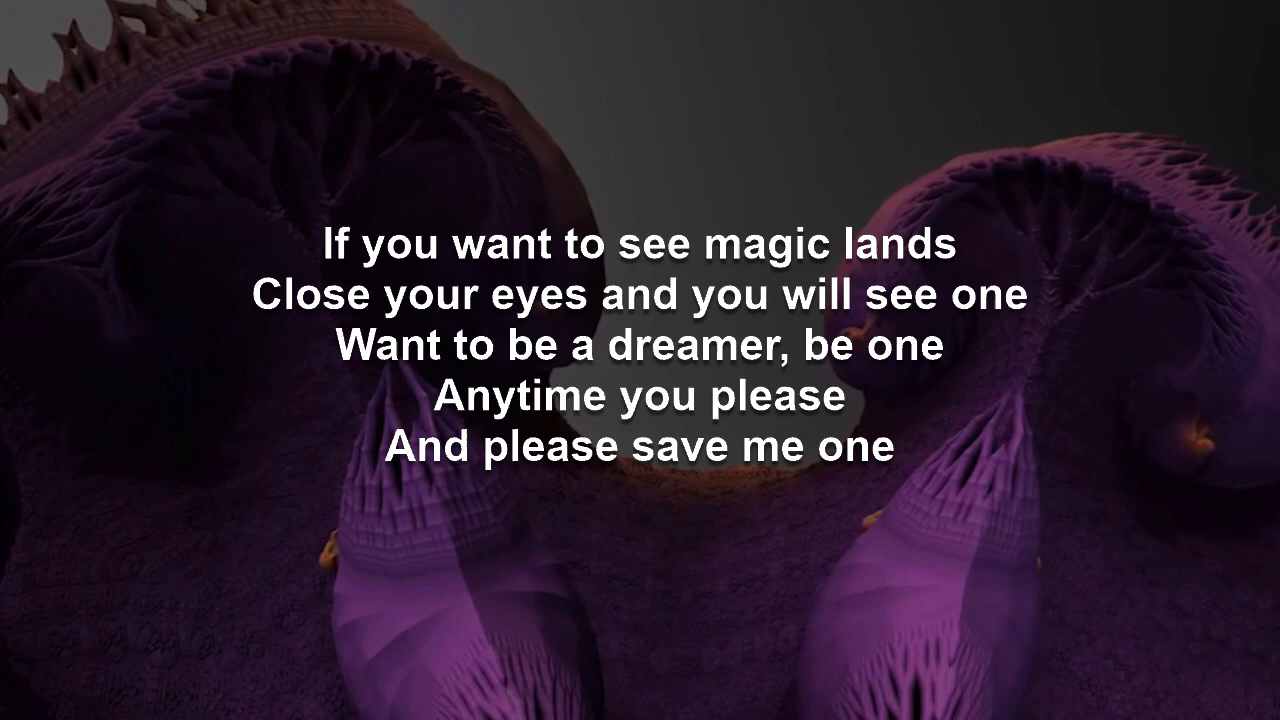 If you want to see magic lands
Close your eyes and you will see one
Want to be a dreamer, be one
Anytime you please
And please save me one